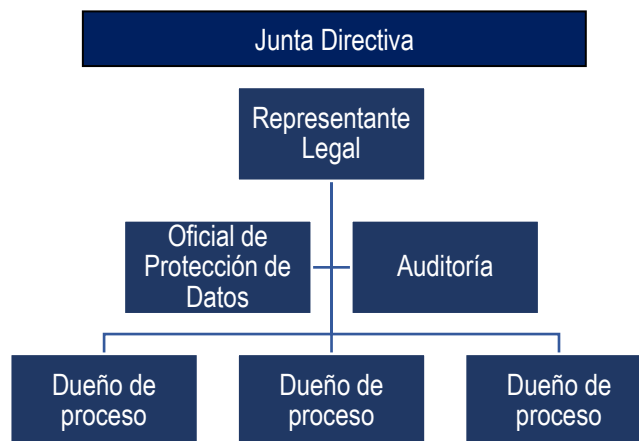 Junta Directiva
Representante
Legal
Oficial de
Protección de
Datos
Auditoría
Dueño de
proceso
Dueño de
proceso
Dueño de
proceso